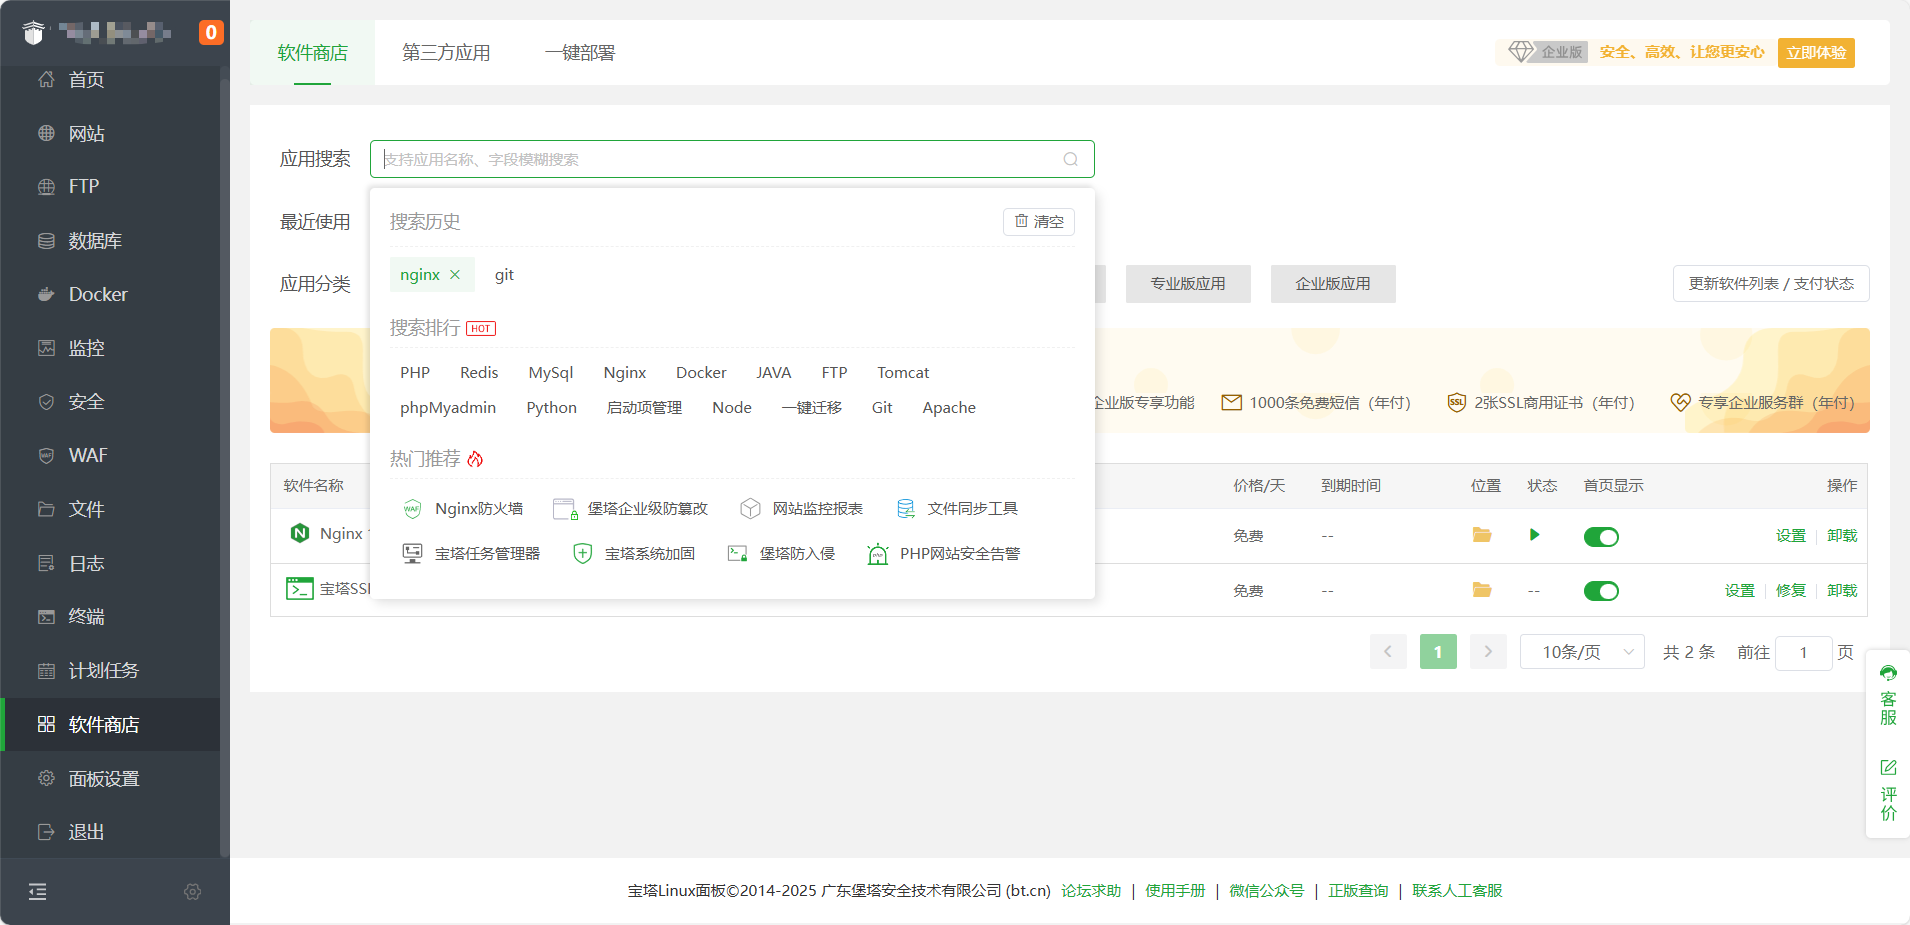 0
首页
网站
FTP
数据库
Docker
监控
安全
WAF
文件
日志
终端
计划任务
软件商店
面板设置
退出
软件商店 第三方应用 一键部署
企业版 安全、高效、让您更安心 立即体验
应用搜索 支持应用名称、字段模糊搜索
最近使用
应用分类
搜索历史 清空
nginx git
搜索排行 HOT
PHP Redis MySql Nginx Docker JAVA FTP Tomcat
phpMyadmin Python 启动项管理 Node 一键迁移 Git Apache
热门推荐
WAF Nginx防火墙 堡塔企业级防篡改 网站监控报表 文件同步工具
宝塔任务管理器 宝塔系统加固 堡塔防入侵 php PHP网站安全告警
专业版应用 企业版应用 更新软件列表 / 支付状态
企业版专享功能 1000条免费短信（年付） SSL 2张SSL商用证书（年付） 专享企业服务群（年付）
软件名称 价格/天 到期时间 位置 状态 首页显示 操作
N Nginx 免费 -- 设置 卸载
宝塔SSH 免费 -- -- 设置 修复 卸载
1 10条/页 共 2 条 前往 1 页
客服
评价
宝塔Linux面板©2014-2025 广东堡塔安全技术有限公司 (bt.cn) 论坛求助 | 使用手册 | 微信公众号 | 正版查询 | 联系人工客服